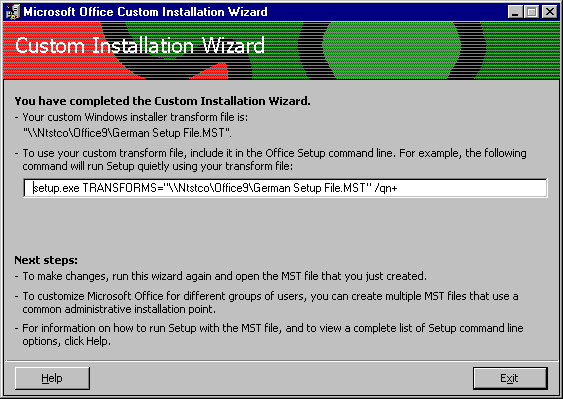 Microsoft Office Custom Installation Wizard
Custom Installation Wizard
You have completed the Custom Installation Wizard.
- Your custom Windows installer transform file is:
"\\Ntstco\Office9\German Setup File.MST".
- To use your custom transform file, include it in the Office Setup command line. For example, the following
command will run Setup quietly using your transform file:
setup.exe TRANSFORMS="\\Ntstco\Office9\German Setup File.MST" /qn+
Next steps:
- To make changes, run this wizard again and open the MST file that you just created.
- To customize Microsoft Office for different groups of users, you can create multiple MST files that use a
common administrative installation point.
- For information on how to run Setup with the MST file, and to view a complete list of Setup command line
options, click Help.
Help
Exit